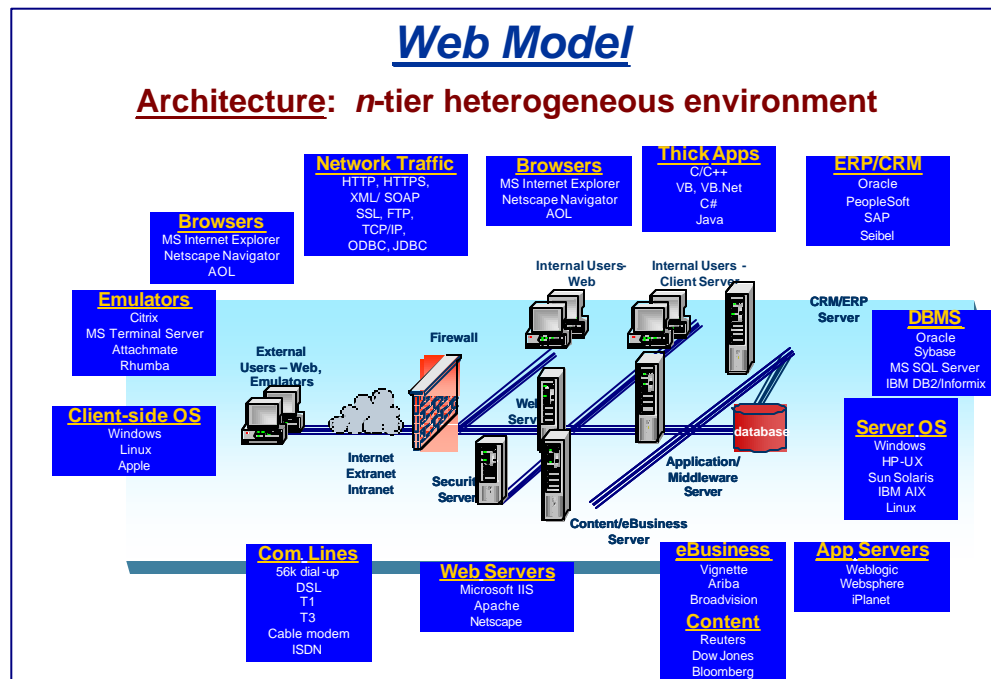 Web Model
Architecture: n-tier heterogeneous environment
Network Traffic
HTTP, HTTPS,
XML/ SOAP
SSL, FTP,
TCP/IP,
ODBC, JDBC
Browsers
MS Internet Explorer
Netscape Navigator
AOL
Thick Apps
C/C++
VB, VB.Net
C#
Java
ERP/CRM
Oracle
PeopleSoft
SAP
Seibel
Browsers
MS Internet Explorer
Netscape Navigator
AOL
Emulators
Citrix
MS Terminal Server
Attachmate
Rhumba
Client-side OS
Windows
Linux
Apple
External
Users – Web,
Emulators
Internet
Extranet
Intranet
Firewall
Internal Users-
Web
Internal Users -
Client Server
CRM/ERP
Server
Web
Serv
Securit
Server
Content/eBusiness
Server
Application/
Middleware
Server
database
DBMS
Oracle
Sybase
MS SQL Server
IBM DB2/Informix
Server OS
Windows
HP-UX
Sun Solaris
IBM AIX
Linux
Com Lines
56k dial-up
DSL
T1
T3
Cable modem
ISDN
Web Servers
Microsoft IIS
Apache
Netscape
eBusiness
Vignette
Ariba
Broadvision
Content
Reuters
Dow Jones
Bloomberg
App Servers
Weblogic
Websphere
iPlanet